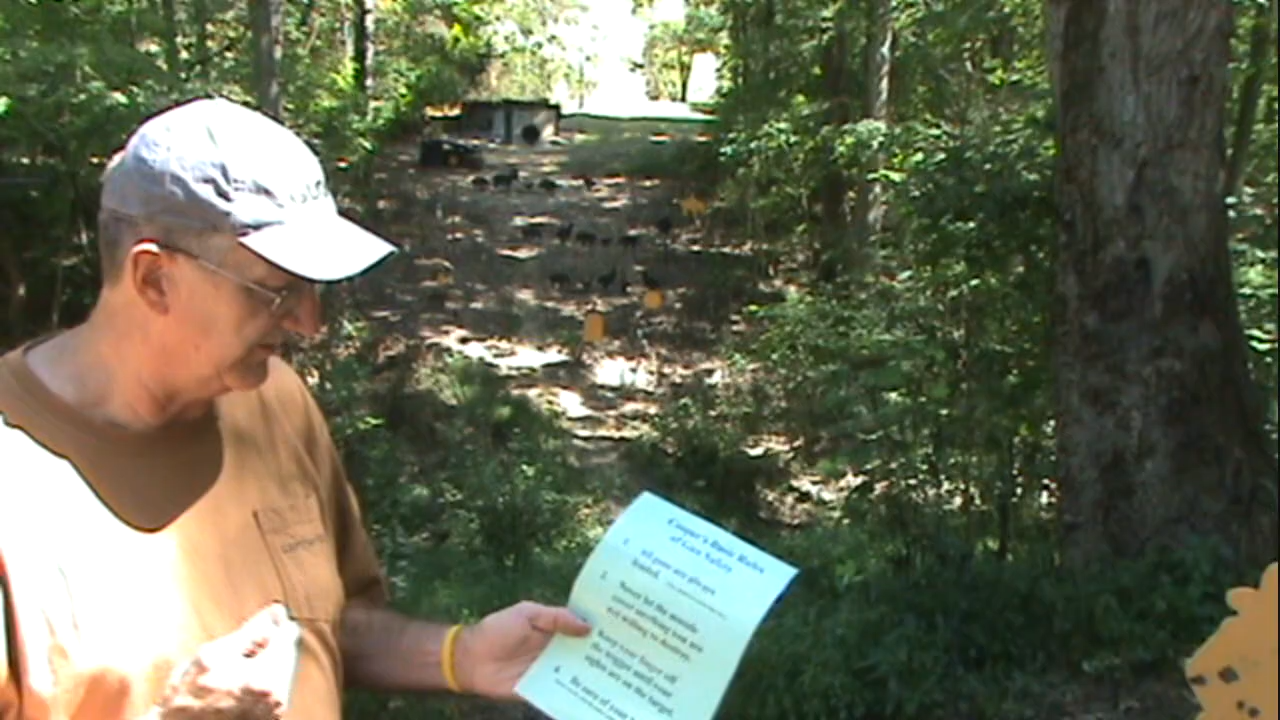 Cooper's Basic Rules
of Gun Safety
1. All guns are always
loaded.
2. Never let the muzzle
cover anything you are
not willing to destroy.
Keep your finger off
the trigger until your
sights are on the target.
4. Be sure of your